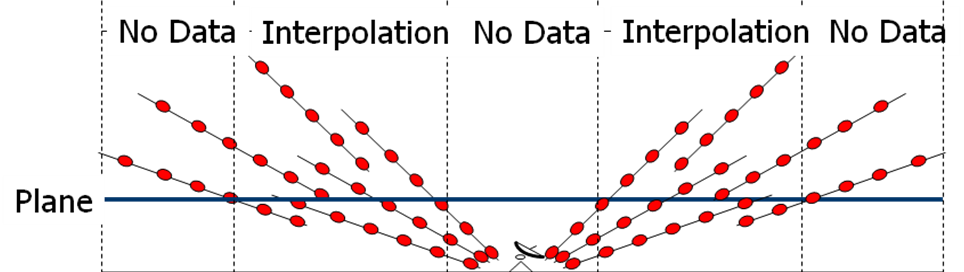 No Data Interpolation No Data Interpolation No Data
Plane